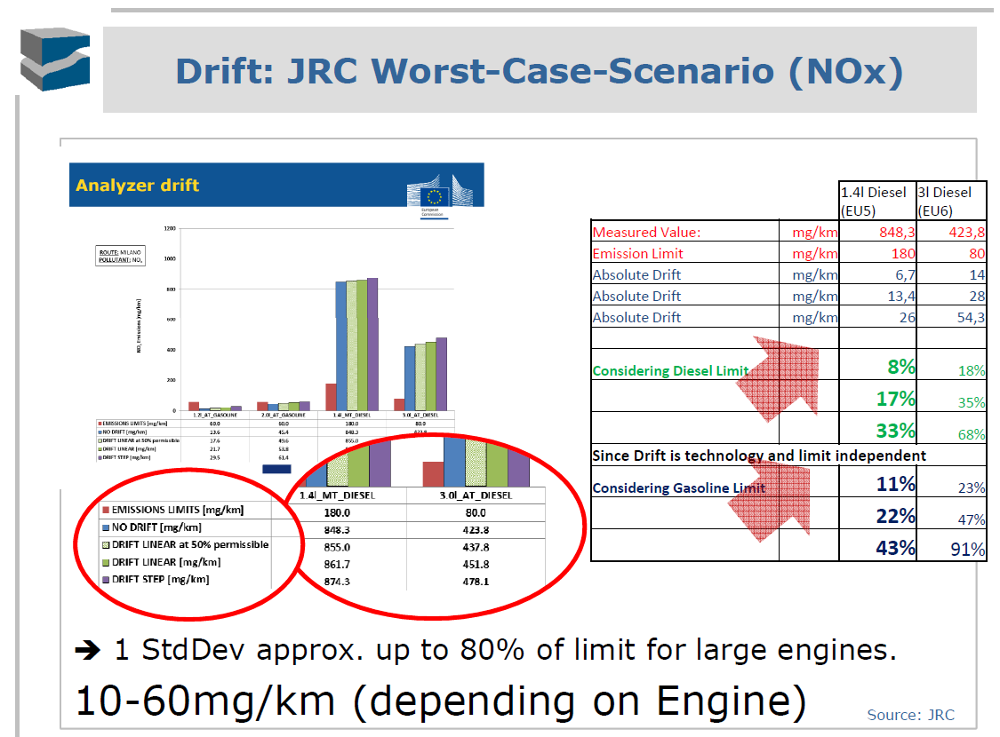 Drift: JRC Worst-Case-Scenario (NOx)
Analyzer drift
European
Commission
ROUTE: MILANO
POLLUTANT: NOx
NOx Emissions [mg/km]
1200
1000
800
600
400
200
0
1.2l_AT_GASOLINE 2.0l_AT_GASOLINE 1.4l_MT_DIESEL 3.0l_AT_DIESEL
EMISSIONS LIMITS [mg/km] 60.0 60.0 180.0 80.0
NO DRIFT [mg/km] 13.6 45.4 848.3 423.8
DRIFT LINEAR at 50% permissible 17.6 49.6 855.0
DRIFT LINEAR [mg/km] 21.7 53.8
DRIFT STEP [mg/km] 29.5 61.4
1.4l_MT_DIESEL 3.0l_AT_DIESEL
EMISSIONS LIMITS [mg/km] 180.0 80.0
NO DRIFT [mg/km] 848.3 423.8
DRIFT LINEAR at 50% permissible 855.0 437.8
DRIFT LINEAR [mg/km] 861.7 451.8
DRIFT STEP [mg/km] 874.3 478.1
1.4l Diesel (EU5) 3l Diesel (EU6)
Measured Value: mg/km 848,3 423,8
Emission Limit mg/km 180 80
Absolute Drift mg/km 6,7 14
Absolute Drift mg/km 13,4 28
Absolute Drift mg/km 26 54,3
Considering Diesel Limit 8% 18%
17% 35%
33% 68%
Since Drift is technology and limit independent
Considering Gasoline Limit 11% 23%
22% 47%
43% 91%
➔ 1 StdDev approx. up to 80% of limit for large engines.
10-60mg/km (depending on Engine)
Source: JRC